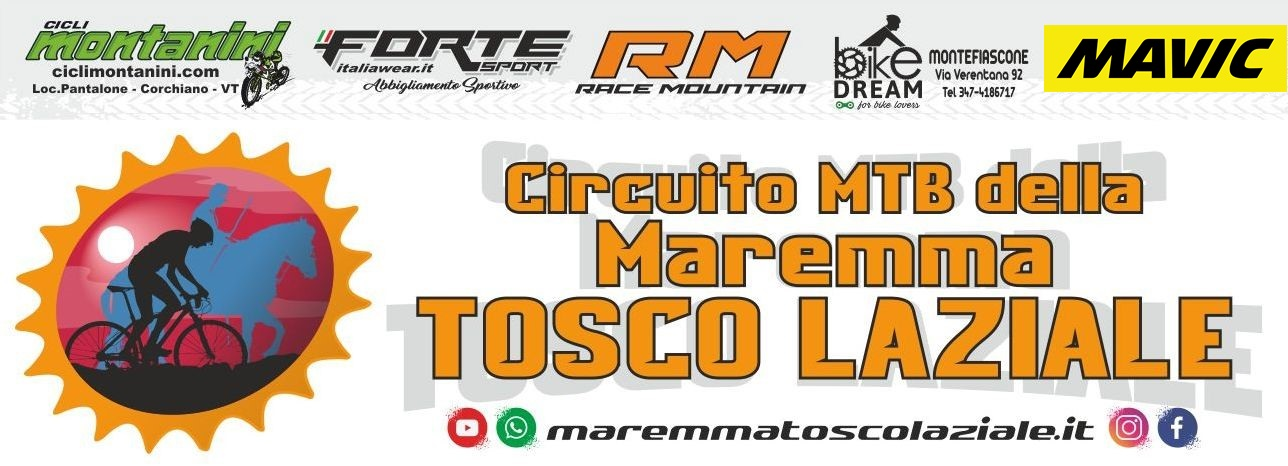 CICLI
montanini
ciclimontanini.com
Loc.Pantalone - Corchiano - VT
FORTE
SPORT
italiawear.it
Abbigliamento Sportivo
RM
RACE MOUNTAIN
bike
DREAM
for bike lovers
MONTEFIASCONE
Via Verentana 92
Tel 347-4186717
MAVIC
Circuito MTB della
Maremma
TOSCO LAZIALE
maremmatoscolaziale.it